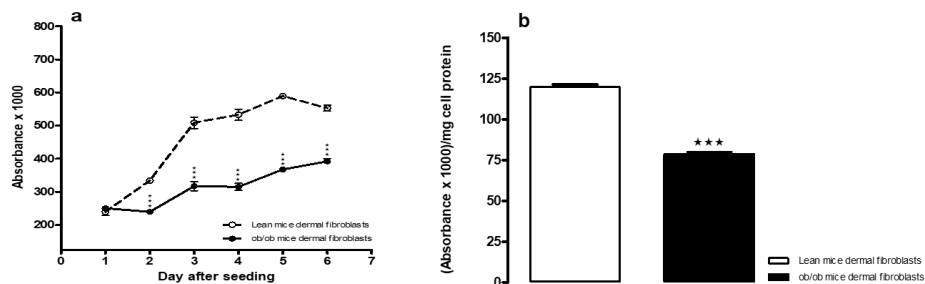 a
Absorbance x 1000
800
700
600
500
400
300
200
0 1 2 3 4 5 6 7
Day after seeding
Lean mice dermal fibroblasts
ob/ob mice dermal fibroblasts
***
***
***
***
***
b
(Absorbance x 1000)/mg cell protein
150
125
100
75
50
25
0
★★★
Lean mice dermal fibroblasts
ob/ob mice dermal fibroblasts